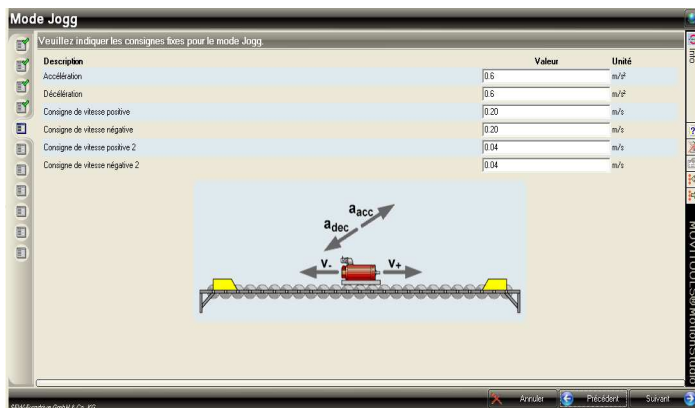 Mode Jogg
Veuillez indiquer les consignes fixes pour le mode Jogg.
Info
Description Valeur Unité
Accélération 0.6 m/s²
Décélération 0.6 m/s²
Consigne de vitesse positive 0.20 m/s
Consigne de vitesse négative 0.20 m/s
Consigne de vitesse positive 2 0.04 m/s
Consigne de vitesse négative 2 0.04 m/s
aacc
adec
V- V+
MOVITOOLS®MotionStudio
Annuler Précédent Suivant
SEW-Eurodrive GmbH & Co. KG